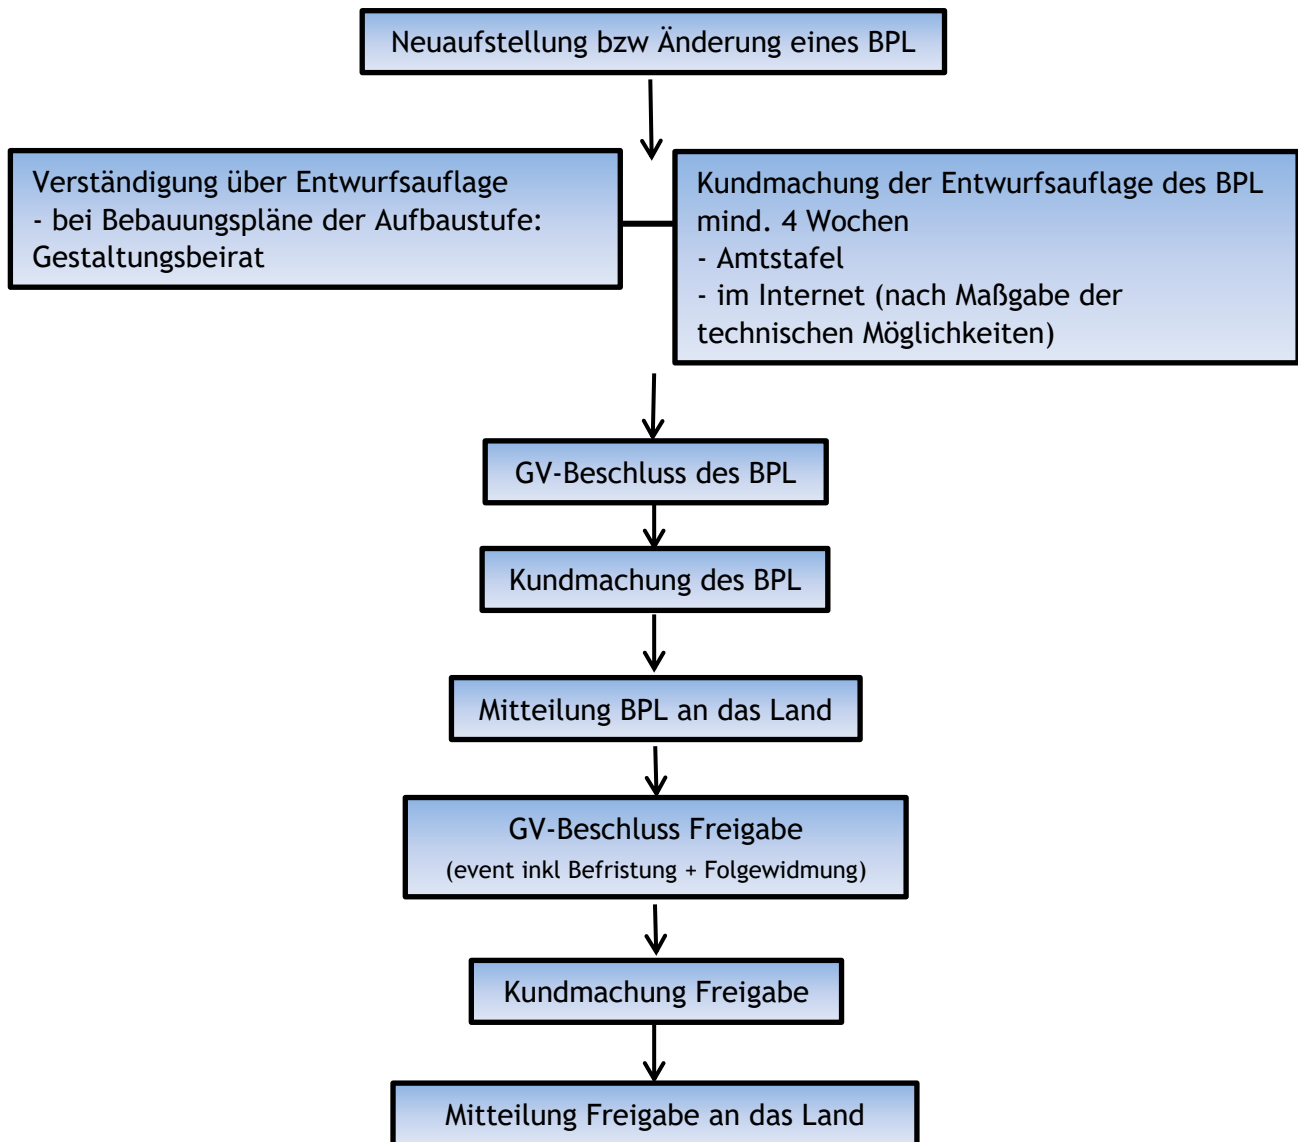 Neuaufstellung bzw Änderung eines BPL
Verständigung über Entwurfsauflage
- bei Bebauungspläne der Aufbaustufe:
Gestaltungsbeirat
Kundmachung der Entwurfsauflage des BPL
mind. 4 Wochen
- Amtstafel
- im Internet (nach Maßgabe der
technischen Möglichkeiten)
GV-Beschluss des BPL
Kundmachung des BPL
Mitteilung BPL an das Land
GV-Beschluss Freigabe
(event inkl Befristung + Folgewidmung)
Kundmachung Freigabe
Mitteilung Freigabe an das Land